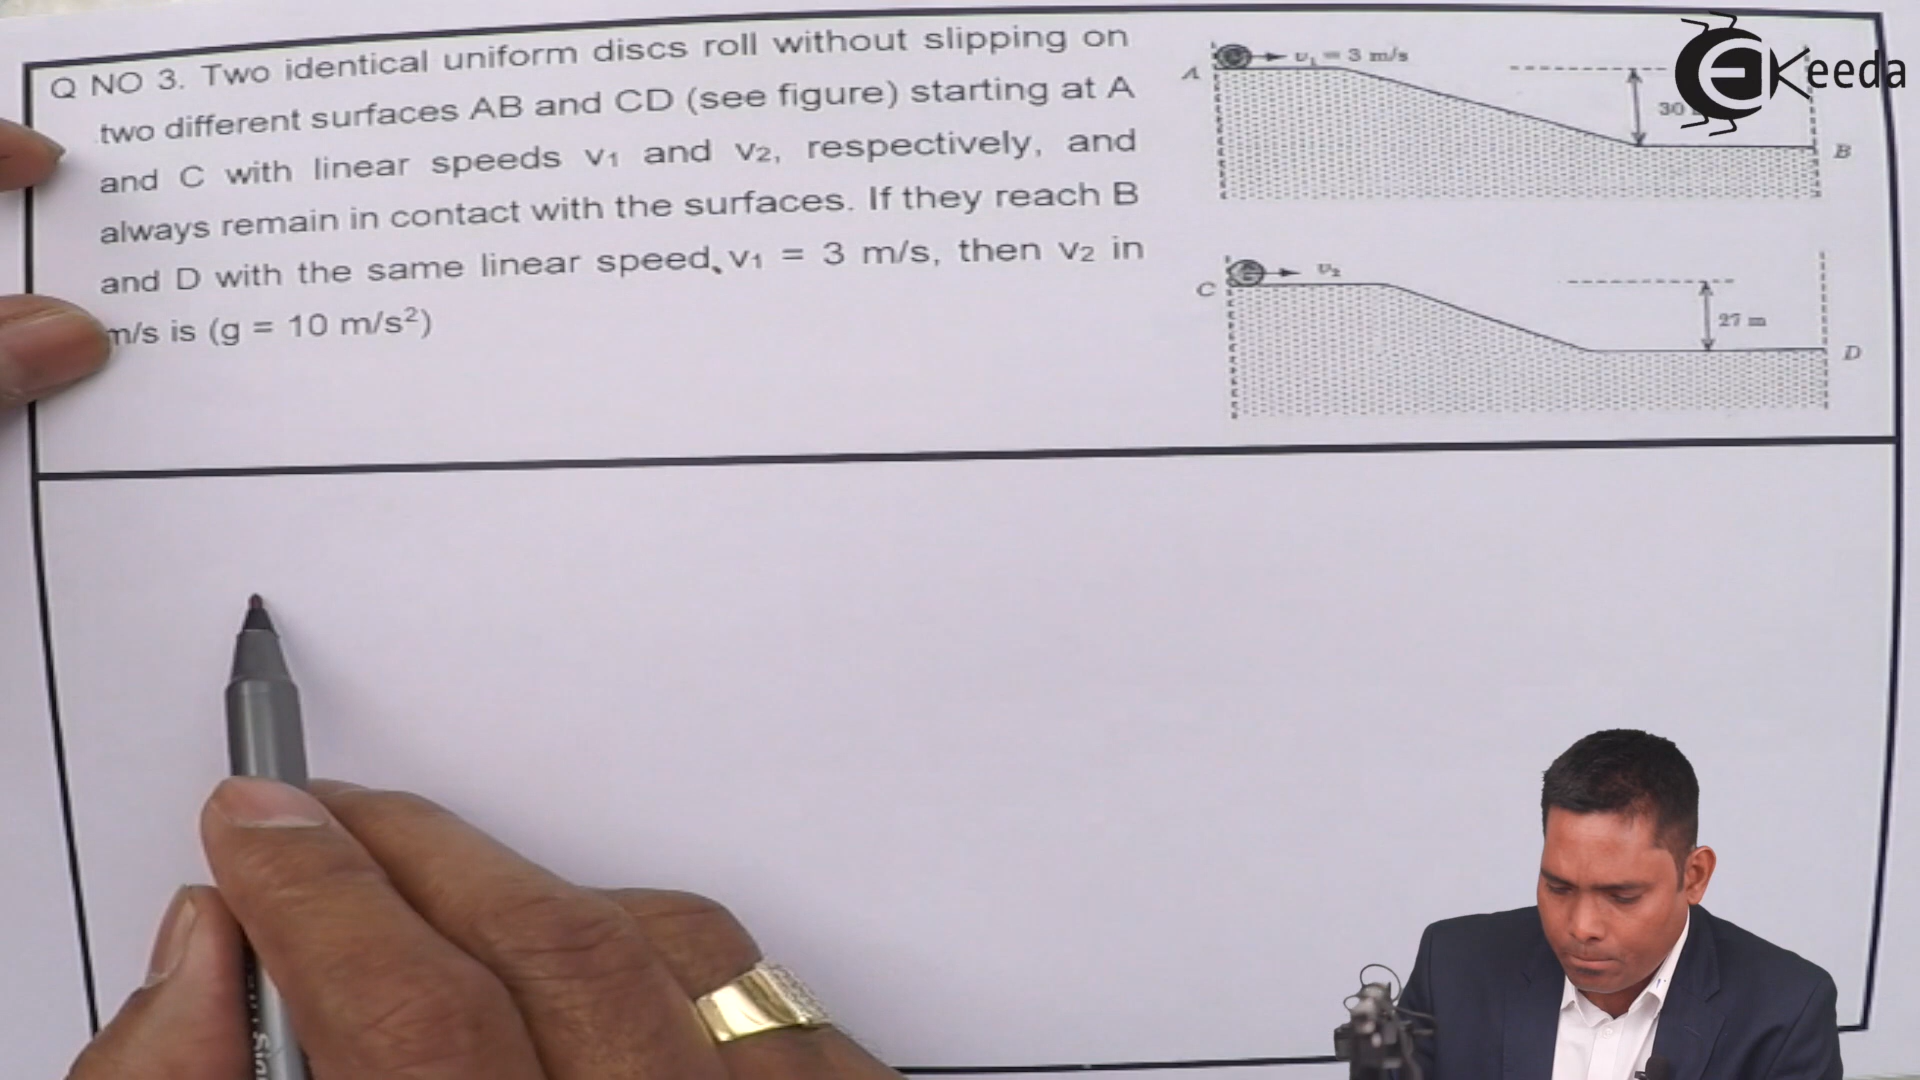 Q NO 3. Two identical uniform discs roll without slipping on
two different surfaces AB and CD (see figure) starting at A
and C with linear speeds v₁ and v₂, respectively, and
always remain in contact with the surfaces. If they reach B
and D with the same linear speed, v₁ = 3 m/s, then v₂ in
m/s is (g = 10 m/s²)
A
v₁ = 3 m/s
30
B
C
v₂
27 m
D
EKeeda